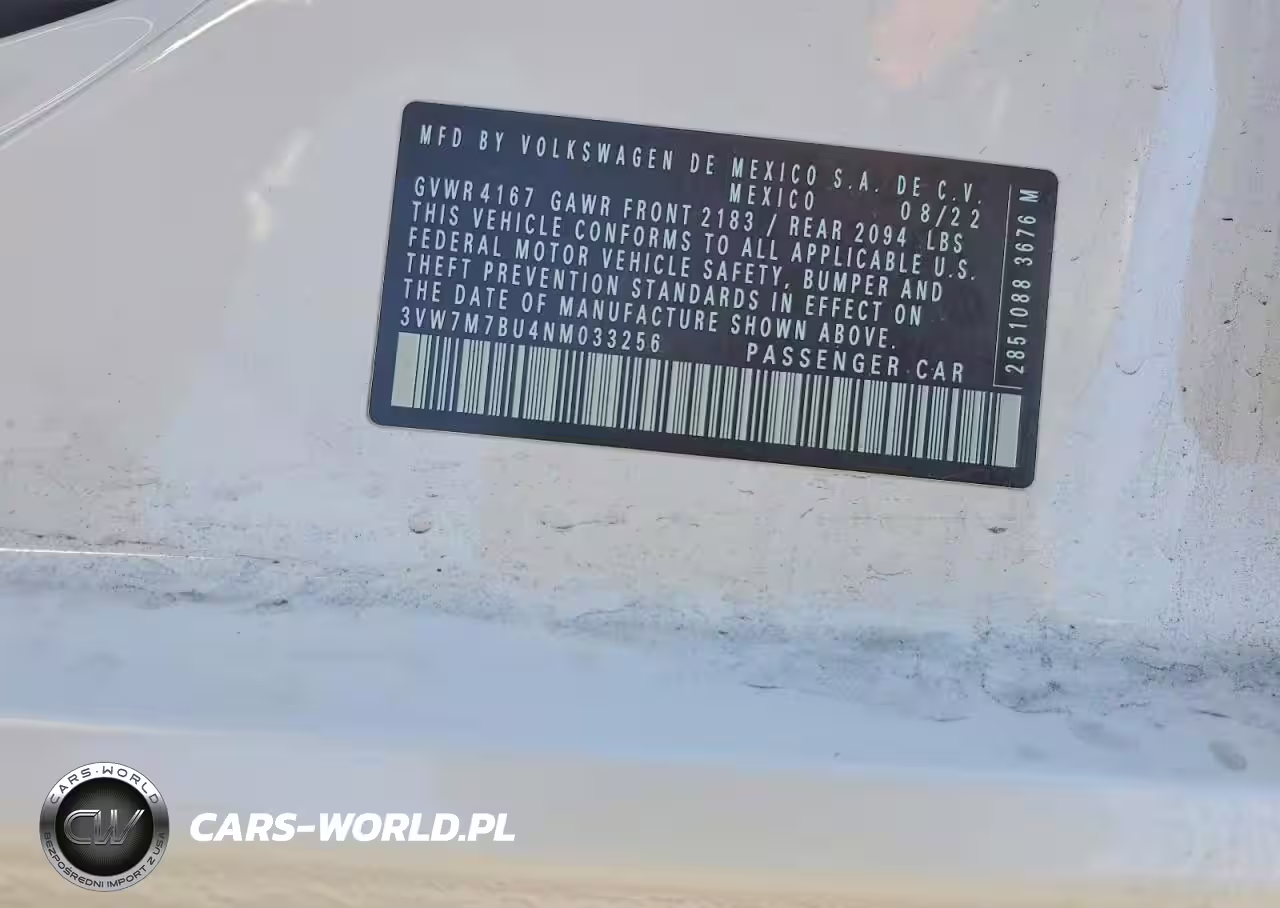 MFD BY VOLKSWAGEN DE MEXICO S.A. DE C.V.
MEXICO 08/22
GVWR 4167 GAWR FRONT 2183 / REAR 2094 LBS
THIS VEHICLE CONFORMS TO ALL APPLICABLE U.S.
FEDERAL MOTOR VEHICLE SAFETY, BUMPER AND
THEFT PREVENTION STANDARDS IN EFFECT ON
THE DATE OF MANUFACTURE SHOWN ABOVE.
3VW7M7BU4NM033256 PASSENGER CAR
2851088 3676 M
CARS-WORLD
CW
BEZPOŚREDNI IMPORT Z USA
CARS-WORLD.PL